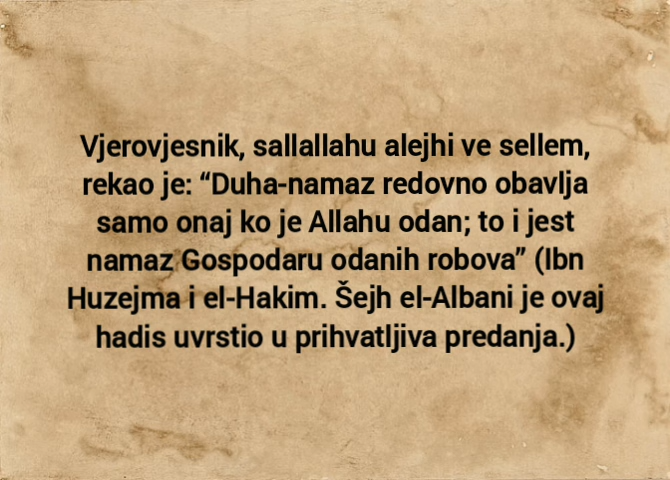 Vjerovjesnik, sallallahu alejhi ve sellem,
rekao je: “Duha-namaz redovno obavlja
samo onaj ko je Allahu odan; to i jest
namaz Gospodaru odanih robova” (Ibn
Huzejma i el-Hakim. Šejh el-Albani je ovaj
hadis uvrstio u prihvatljiva predanja.)